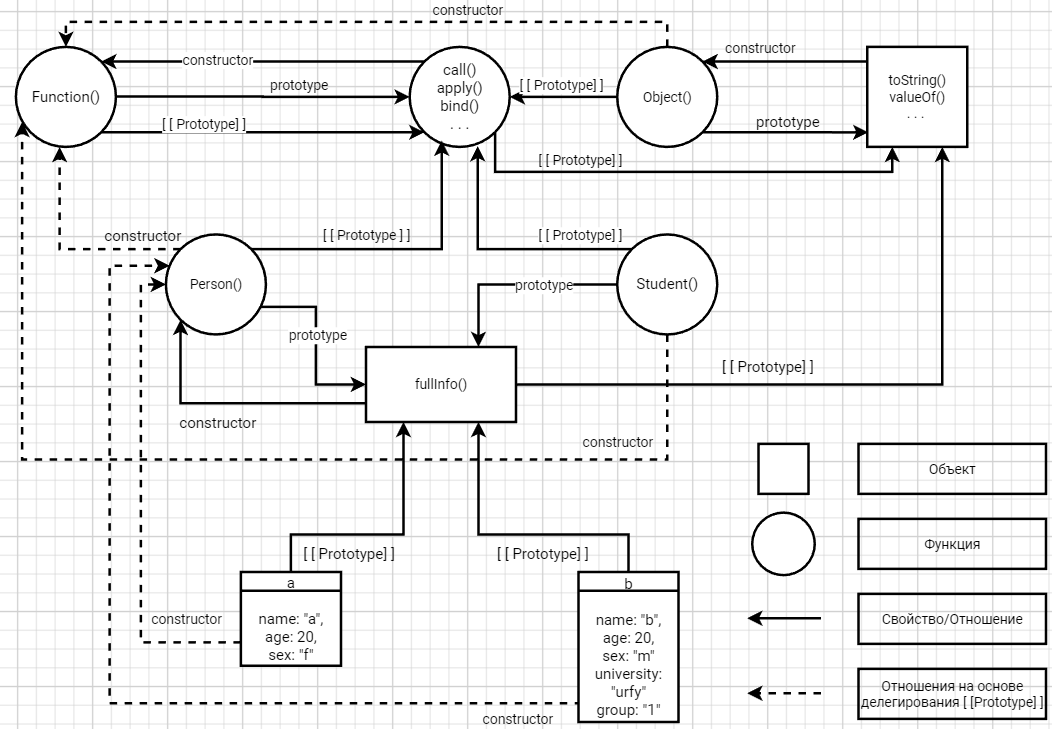 constructor
constructor
prototype
[ [ Prototype] ]
Function()
call()
apply()
bind()
. . .
[ [ Prototype] ]
Object()
constructor
prototype
toString()
valueOf()
. . .
[ [ Prototype] ]
constructor
[ [ Prototype ] ]
[ [ Prototype] ]
Person()
prototype
Student()
prototype
fullInfo()
[ [ Prototype] ]
constructor
constructor
Объект
Функция
[ [ Prototype] ]
[ [ Prototype] ]
a
name: "a",
age: 20,
sex: "f"
constructor
b
name: "b",
age: 20,
sex: "m"
university:
"urfy"
group: "1"
constructor
Свойство/Отношение
Отношения на основе
делегирования [ [Prototype] ]